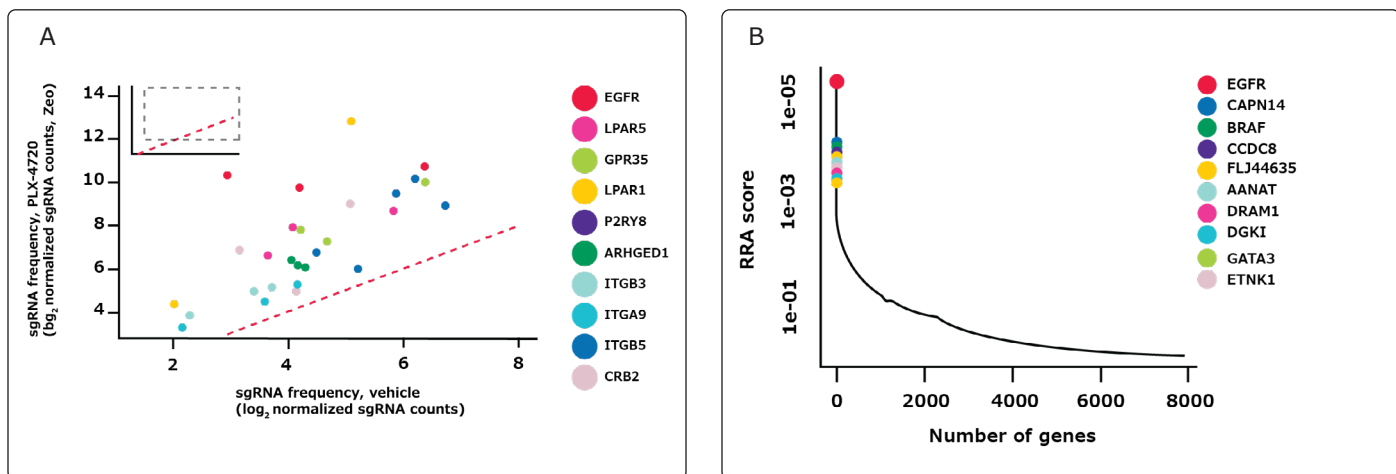 A
sgRNA frequency, PLX-4720
(bg2 normalized sgRNA counts, Zeo)
14
12
10
8
6
4
2
4
6
8
sgRNA frequency, vehicle
(log2 normalized sgRNA counts)
EGFR
LPAR5
GPR35
LPAR1
P2RY8
ARHGED1
ITGB3
ITGA9
ITGB5
CRB2
B
RRA score
1e-05
1e-03
1e-01
0
2000
4000
6000
8000
Number of genes
EGFR
CAPN14
BRAF
CCDC8
FLJ44635
AANAT
DRAM1
DGKI
GATA3
ETNK1